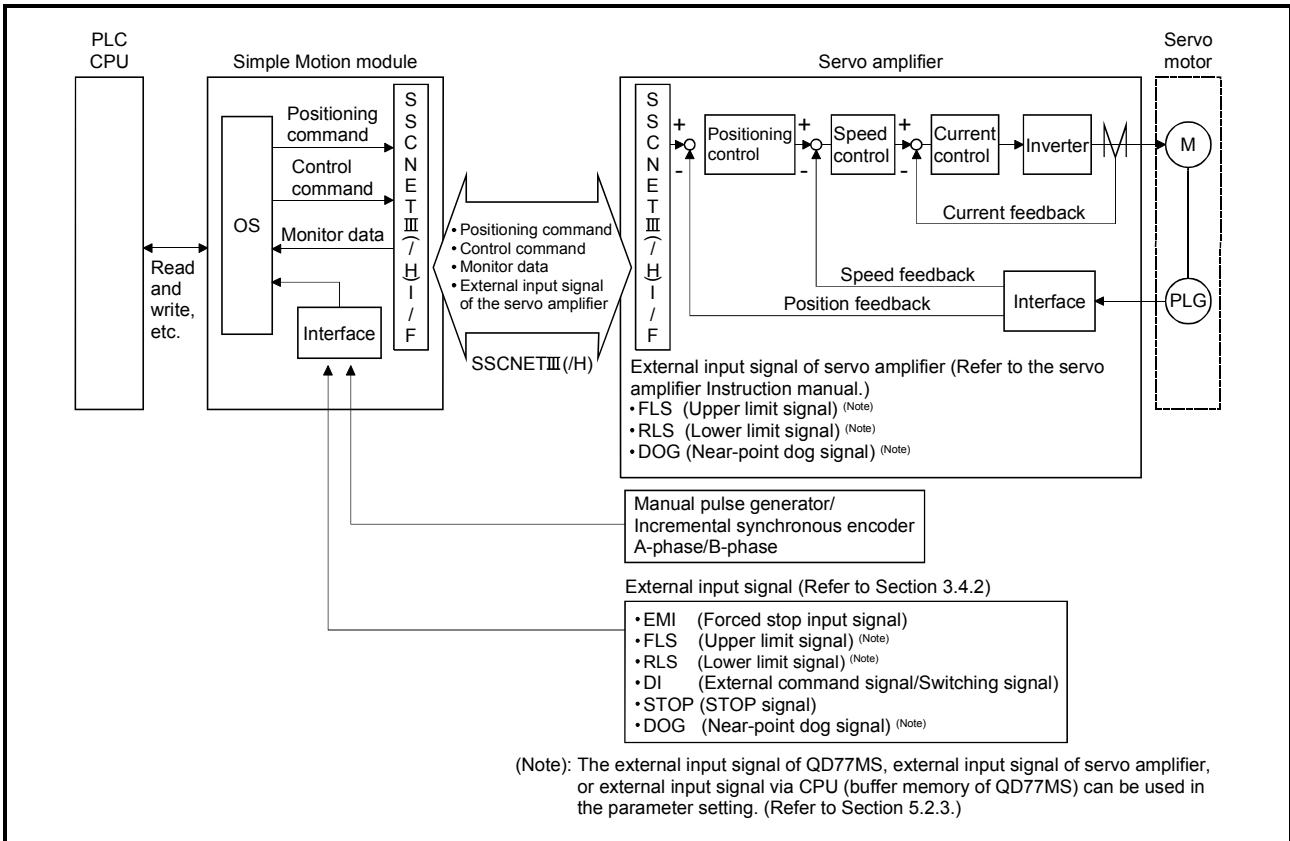 PLC
CPU
Simple Motion module
Servo amplifier
Servo
motor
OS
Positioning
command
Control
command
Monitor data
Interface
SSCNETⅢ(/H)I/F
Read
and
write,
etc.
• Positioning command
• Control command
• Monitor data
• External input signal
of the servo amplifier
SSCNETⅢ(/H)
SSCNETⅢ(/H)I/F
+
-
Positioning
control
+
-
Speed
control
+
-
Current
control
Inverter
M
Current feedback
Speed feedback
Position feedback
Interface
PLG
External input signal of servo amplifier (Refer to the servo
amplifier Instruction manual.)
• FLS (Upper limit signal) (Note)
• RLS (Lower limit signal) (Note)
• DOG (Near-point dog signal) (Note)
Manual pulse generator/
Incremental synchronous encoder
A-phase/B-phase
External input signal (Refer to Section 3.4.2)
• EMI (Forced stop input signal)
• FLS (Upper limit signal) (Note)
• RLS (Lower limit signal) (Note)
• DI (External command signal/Switching signal)
• STOP (STOP signal)
• DOG (Near-point dog signal) (Note)
(Note): The external input signal of QD77MS, external input signal of servo amplifier,
or external input signal via CPU (buffer memory of QD77MS) can be used in
the parameter setting. (Refer to Section 5.2.3.)